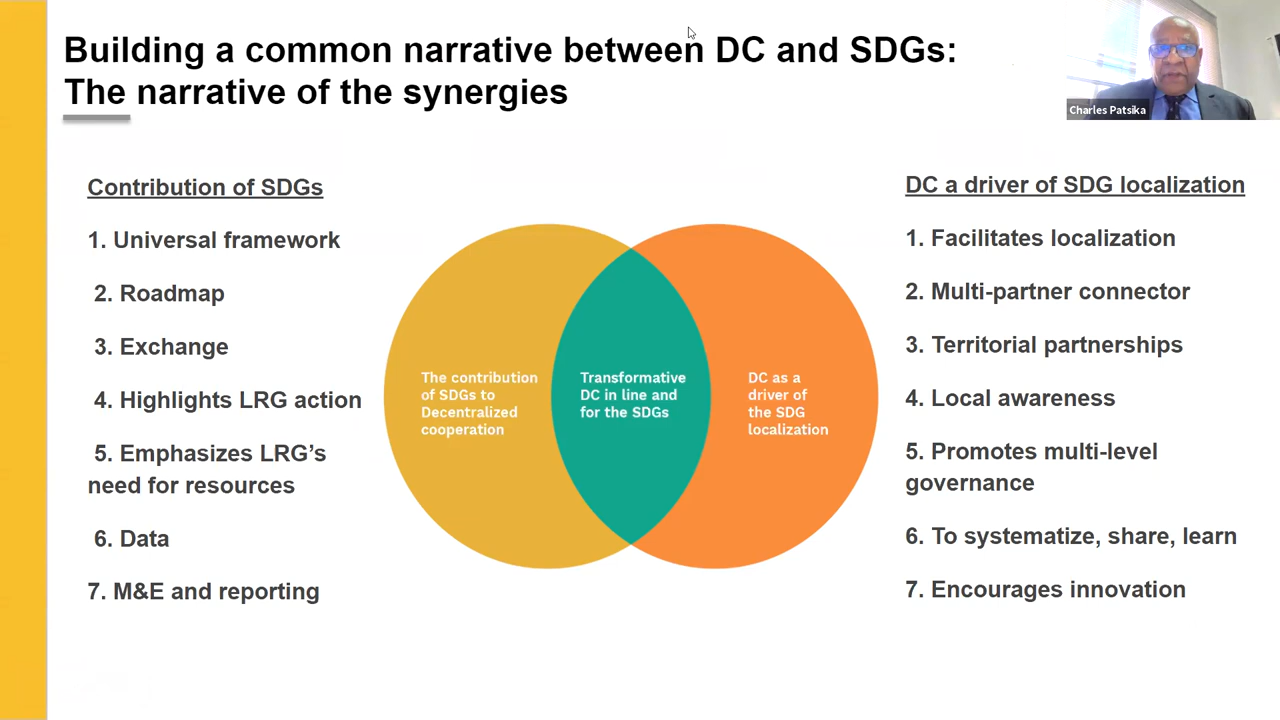 Building a common narrative between DC and SDGs:
The narrative of the synergies
Charles Patsika
Contribution of SDGs
1. Universal framework
2. Roadmap
3. Exchange
4. Highlights LRG action
5. Emphasizes LRG’s
need for resources
6. Data
7. M&E and reporting
The contribution
of SDGs to
Decentralized
cooperation
Transformative
DC in line and
for the SDGs
DC as a
driver of
the SDG
localization
DC a driver of SDG localization
1. Facilitates localization
2. Multi-partner connector
3. Territorial partnerships
4. Local awareness
5. Promotes multi-level
governance
6. To systematize, share, learn
7. Encourages innovation